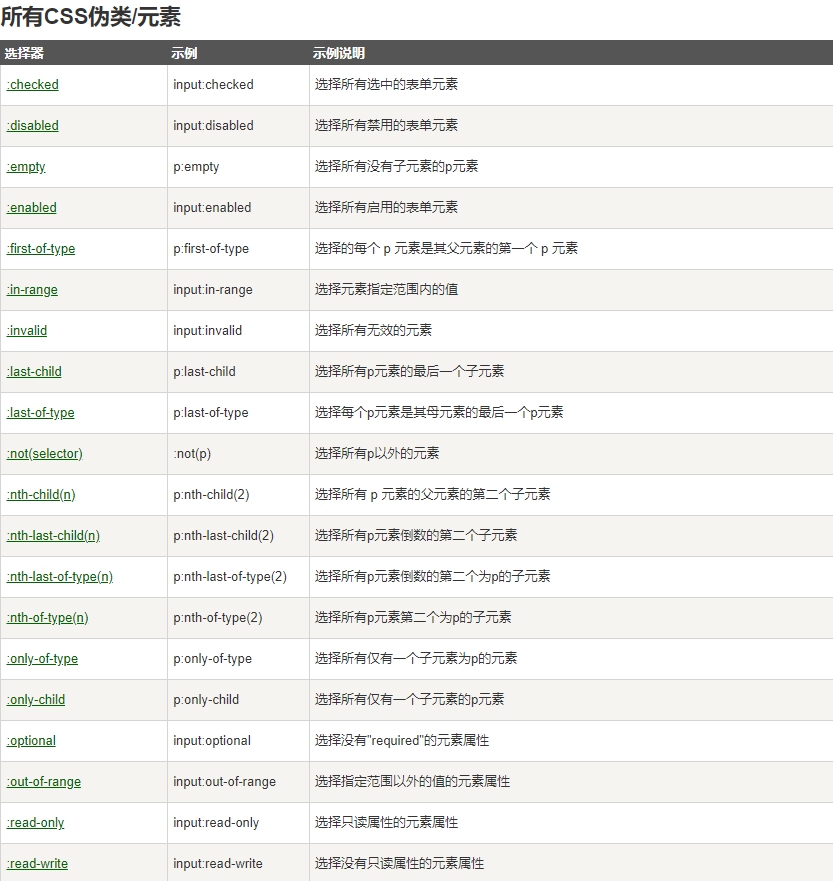 所有CSS伪类/元素
选择器 示例 示例说明
:checked input:checked 选择所有选中的表单元素
:disabled input:disabled 选择所有禁用的表单元素
:empty p:empty 选择所有没有子元素的p元素
:enabled input:enabled 选择所有启用的表单元素
:first-of-type p:first-of-type 选择的每个 p 元素是其父元素的第一个 p 元素
:in-range input:in-range 选择元素指定范围内的值
:invalid input:invalid 选择所有无效的元素
:last-child p:last-child 选择所有p元素的最后一个子元素
:last-of-type p:last-of-type 选择每个p元素是其母元素的最后一个p元素
:not(selector) :not(p) 选择所有p以外的元素
:nth-child(n) p:nth-child(2) 选择所有 p 元素的父元素的第二个子元素
:nth-last-child(n) p:nth-last-child(2) 选择所有p元素倒数的第二个子元素
:nth-last-of-type(n) p:nth-last-of-type(2) 选择所有p元素倒数的第二个为p的子元素
:nth-of-type(n) p:nth-of-type(2) 选择所有p元素第二个为p的子元素
:only-of-type p:only-of-type 选择所有仅有一个子元素为p的元素
:only-child p:only-child 选择所有仅有一个子元素的p元素
:optional input:optional 选择没有"required"的元素属性
:out-of-range input:out-of-range 选择指定范围以外的值的元素属性
:read-only input:read-only 选择只读属性的元素属性
:read-write input:read-write 选择没有只读属性的元素属性